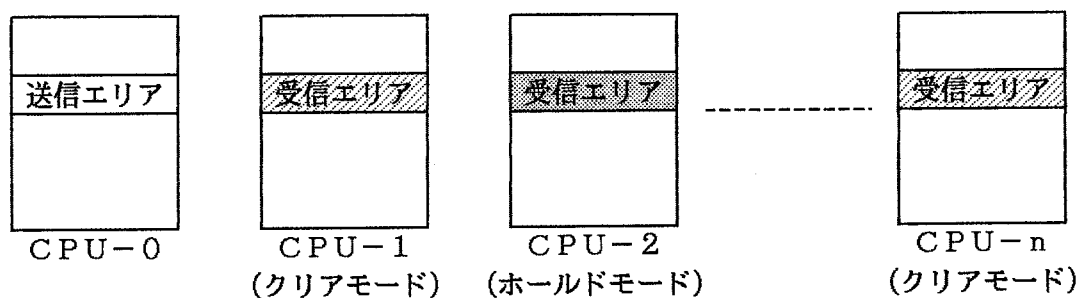 送信エリア 受信エリア 受信エリア 受信エリア
CPU-0 CPU-1 CPU-2 CPU-n
(クリアモード) (ホールドモード) (クリアモード)